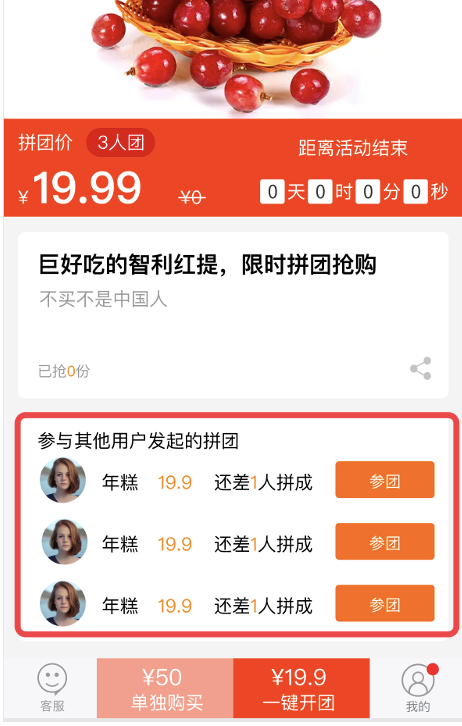 拼团价 3人团
距离活动结束
¥19.99 ¥0
0天0时0分0秒
巨好吃的智利红提，限时拼团抢购
不买不是中国人
已抢0份
参与其他用户发起的拼团
年糕 19.9 还差1人拼成 参团
年糕 19.9 还差1人拼成 参团
年糕 19.9 还差1人拼成 参团
¥50 ¥19.9
客服 单独购买 一键开团 我的